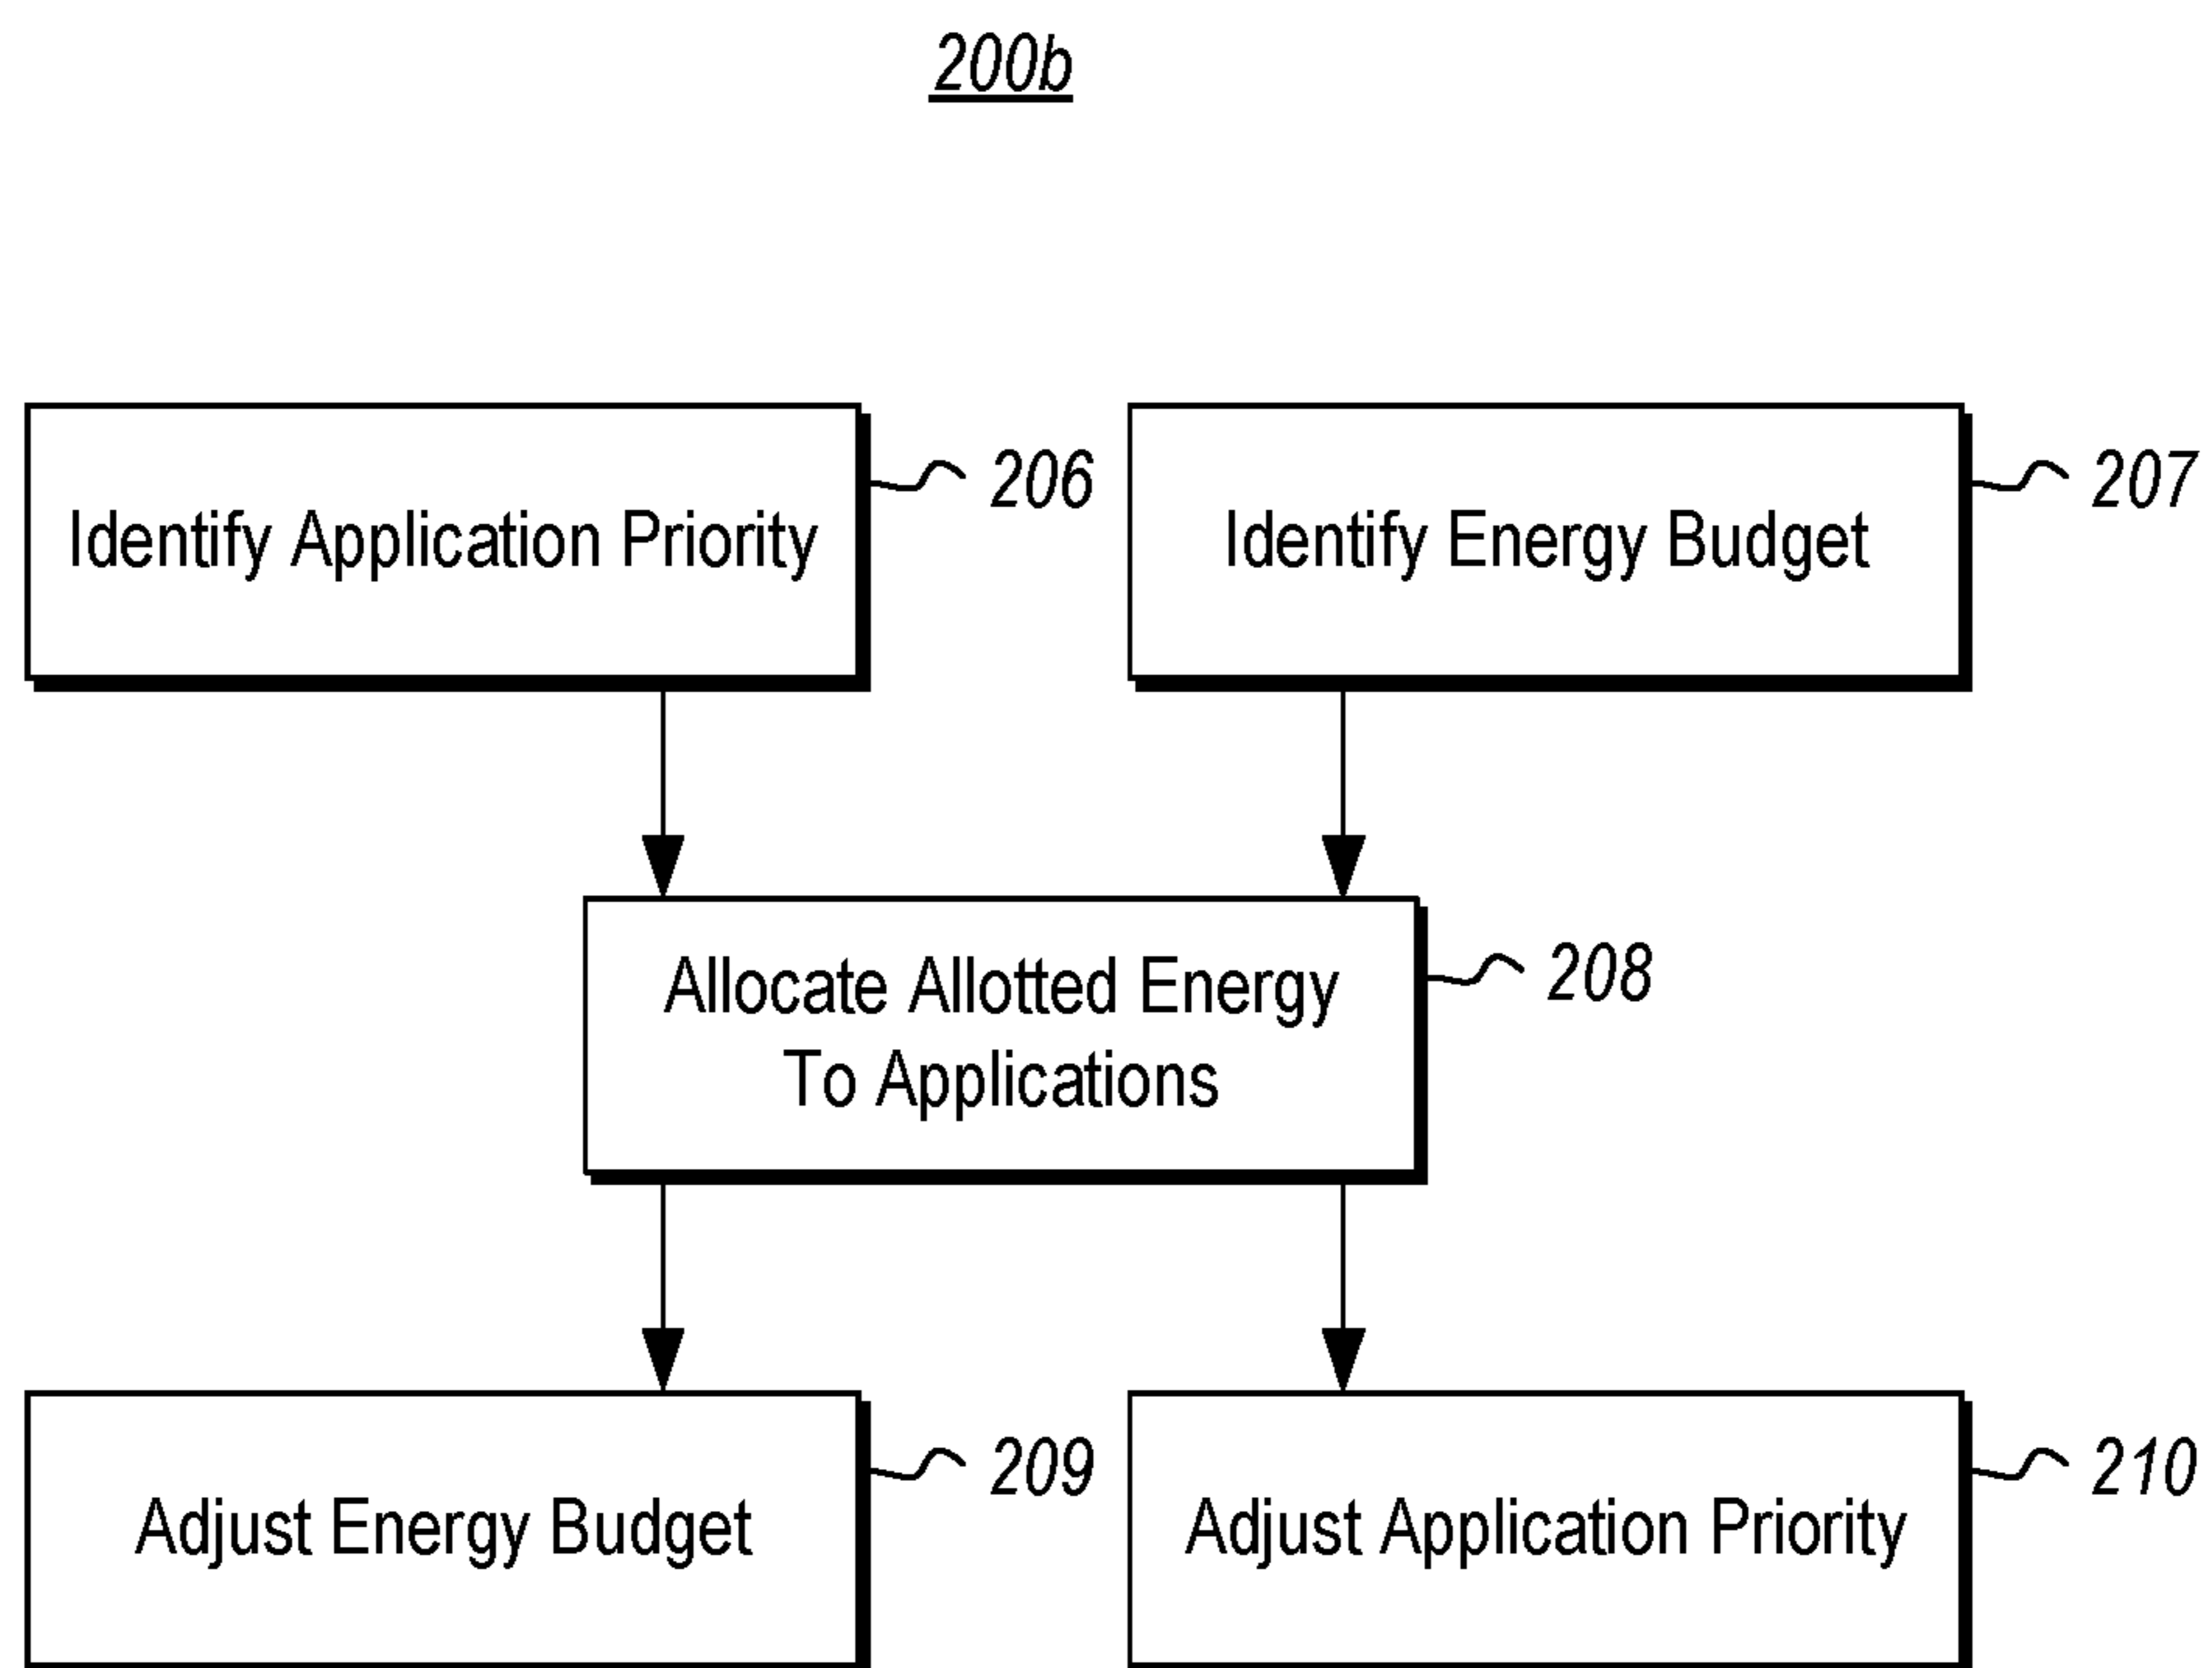 200b
Identify Application Priority
206
Identify Energy Budget
207
Allocate Allotted Energy
To Applications
208
Adjust Energy Budget
209
Adjust Application Priority
210